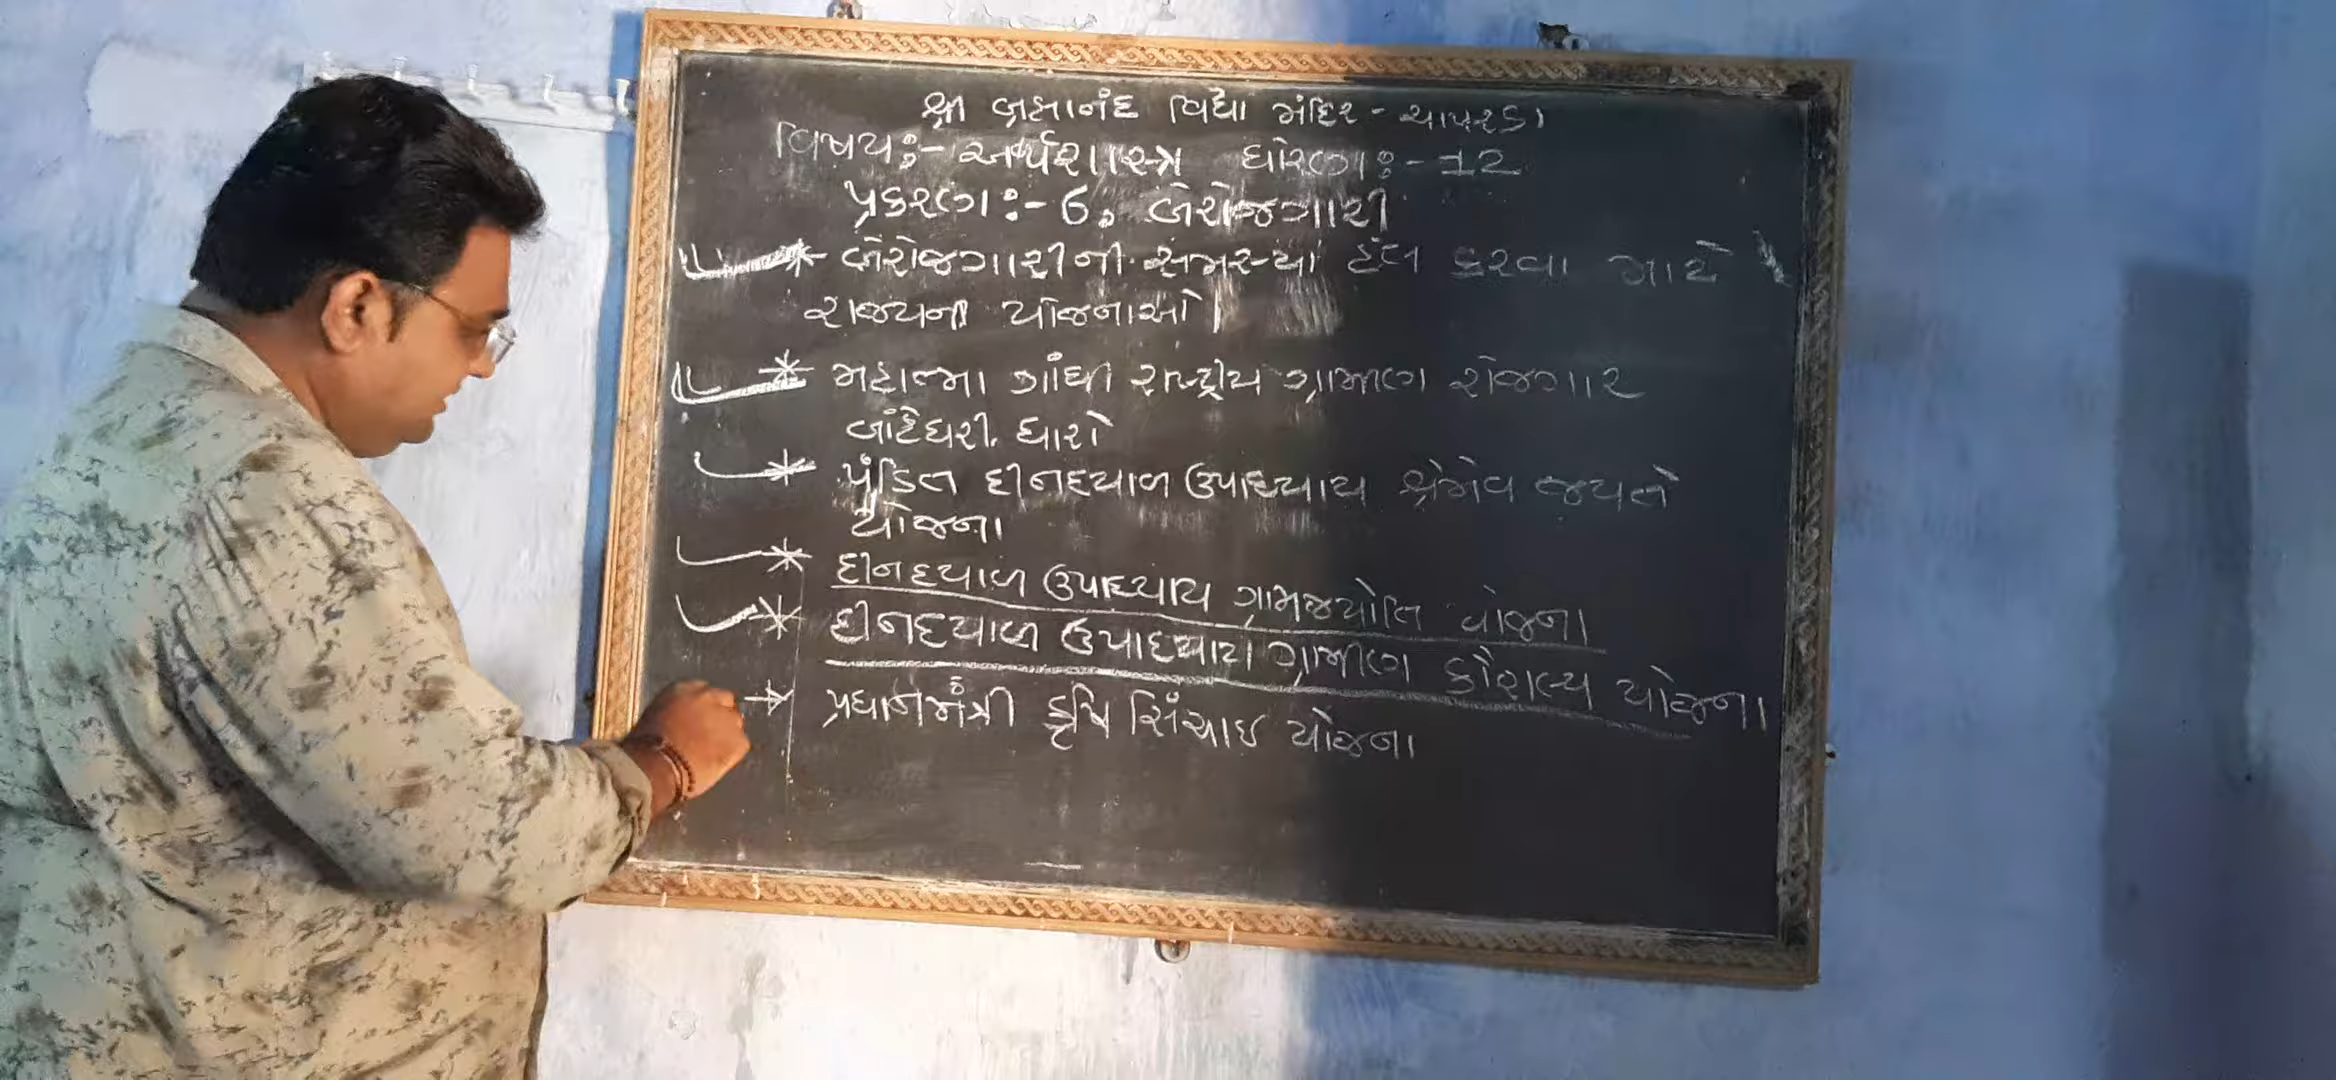 શ્રી બ્રહ્માનંદ વિદ્યા મંદિર - ચાપરડા
વિષય:- અર્થશાસ્ત્ર ધોરણ:- 12
પ્રકરણ:- 6. બેરોજગારી
* બેરોજગારીની સમસ્યા હલ કરવા માટે
રાજ્યની યોજનાઓ
* મહાત્મા ગાંધી રાષ્ટ્રીય ગ્રામીણ રોજગાર
બાંહેધરી ધારો
* પંડિત દીનદયાળ ઉપાધ્યાય શ્રમેવ જયતે
યોજના
* દીનદયાળ ઉપાધ્યાય ગ્રામજ્યોતિ યોજના
* દીનદયાળ ઉપાધ્યાય ગ્રામીણ કૌશલ્ય યોજના
* પ્રધાનમંત્રી કૃષિ સિંચાઈ યોજના